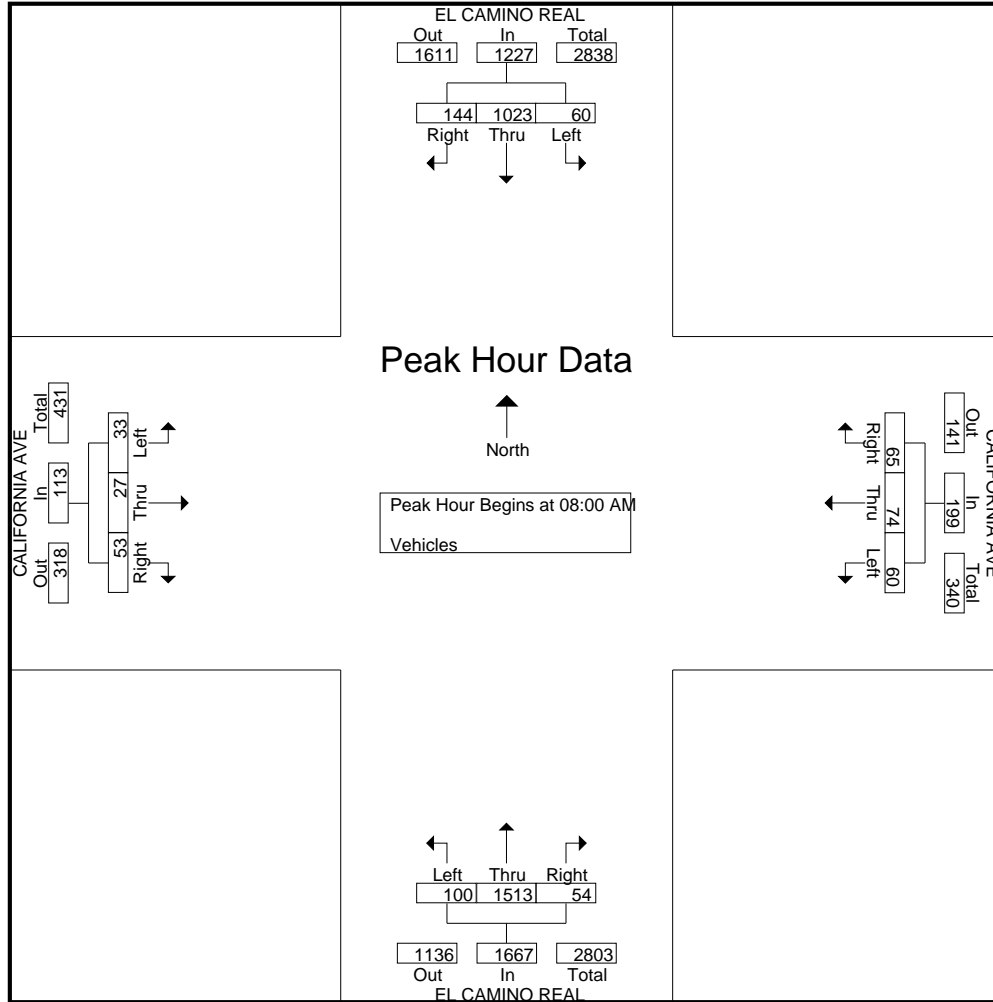 EL CAMINO REAL
Out In Total
1611 1227 2838
144 1023 60
Right Thru Left
Peak Hour Data
North
Peak Hour Begins at 08:00 AM
Vehicles
CALIFORNIA AVE
Out In Total
318 113 431
53 27 33
Right Thru Left
CALIFORNIA AVE
Out In Total
141 199 340
65 74 60
Right Thru Left
Left Thru Right
100 1513 54
1136 1667 2803
Out In Total
EL CAMINO REAL